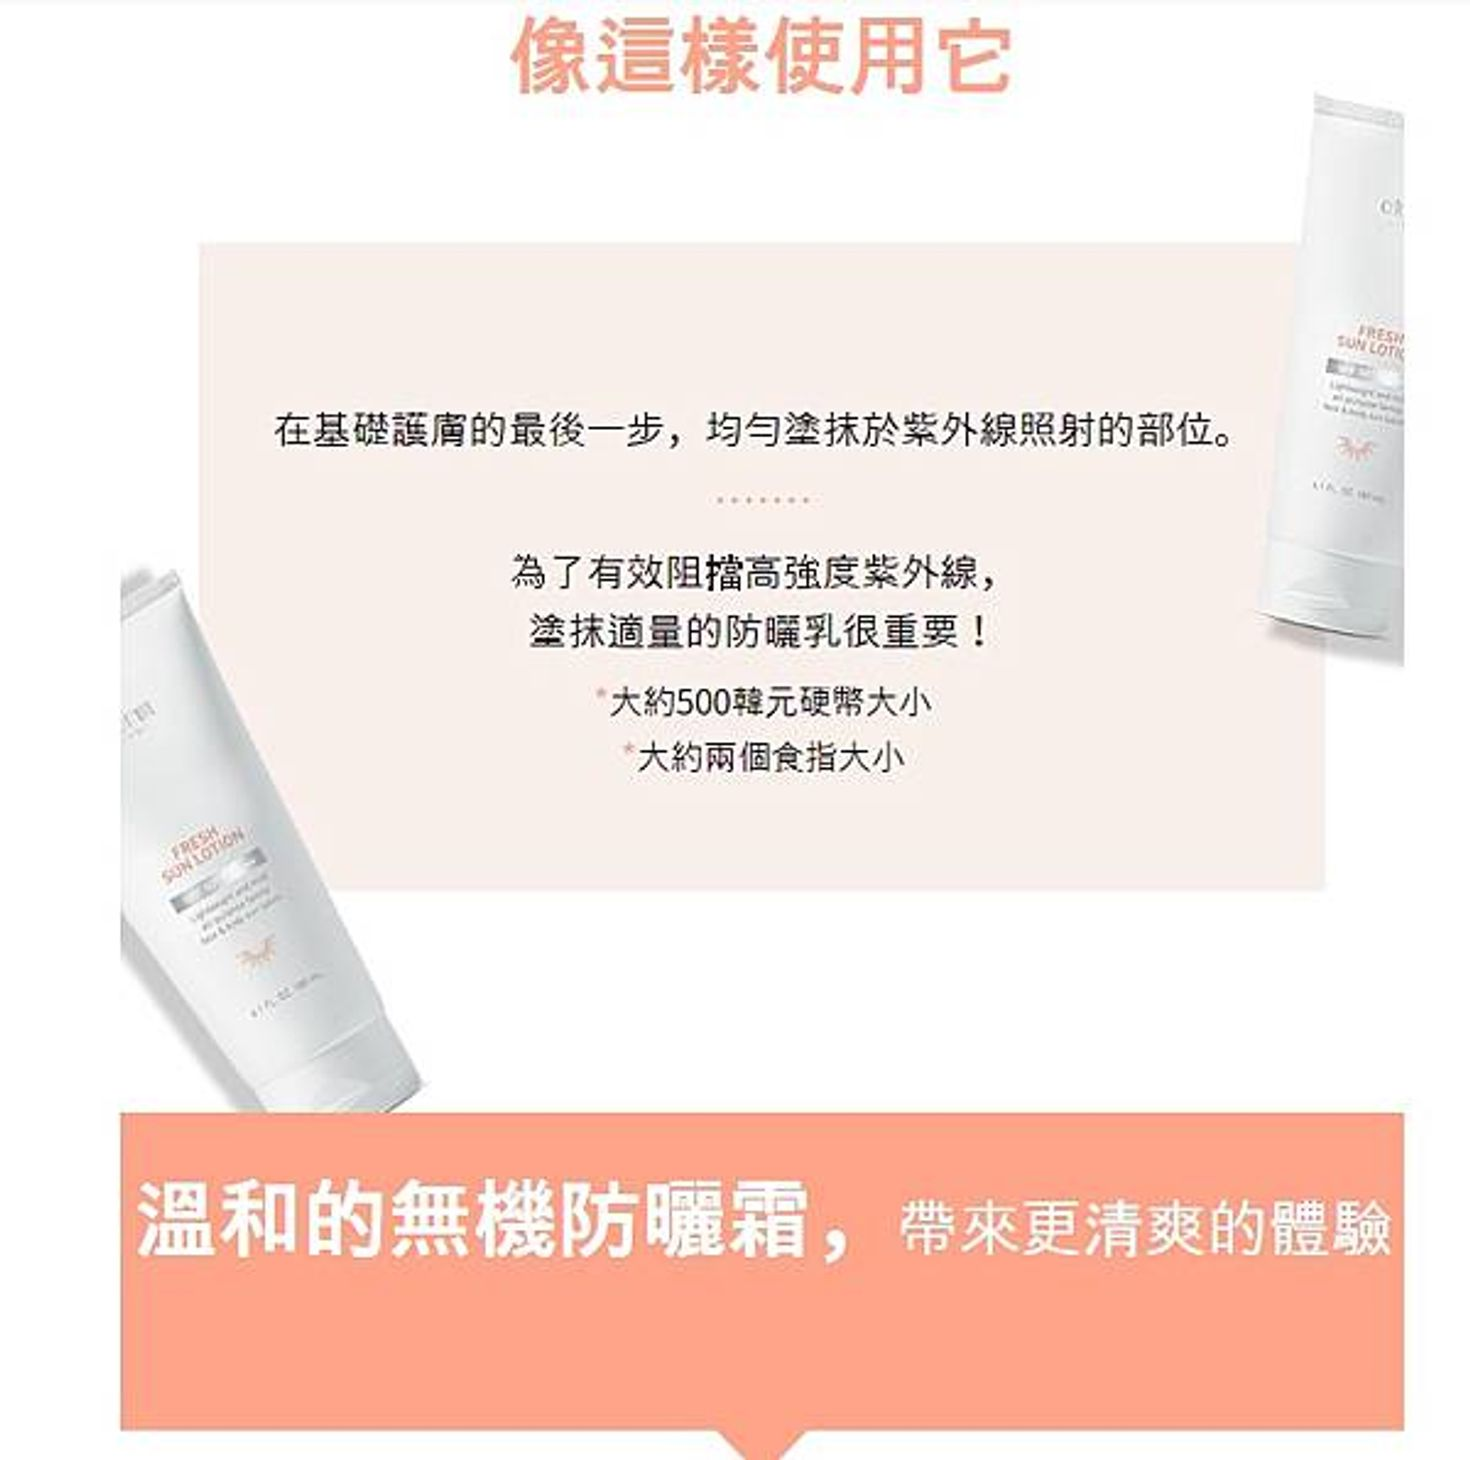 像這樣使用它
在基礎護膚的最後一步，均勻塗抹於紫外線照射的部位。
為了有效阻擋高強度紫外線，
塗抹適量的防曬乳很重要！
*大約500韓元硬幣大小
*大約兩個食指大小
FRESH
SUN LOTIO
FRESH
SUN LOTION
溫和的無機防曬霜，帶來更清爽的體驗